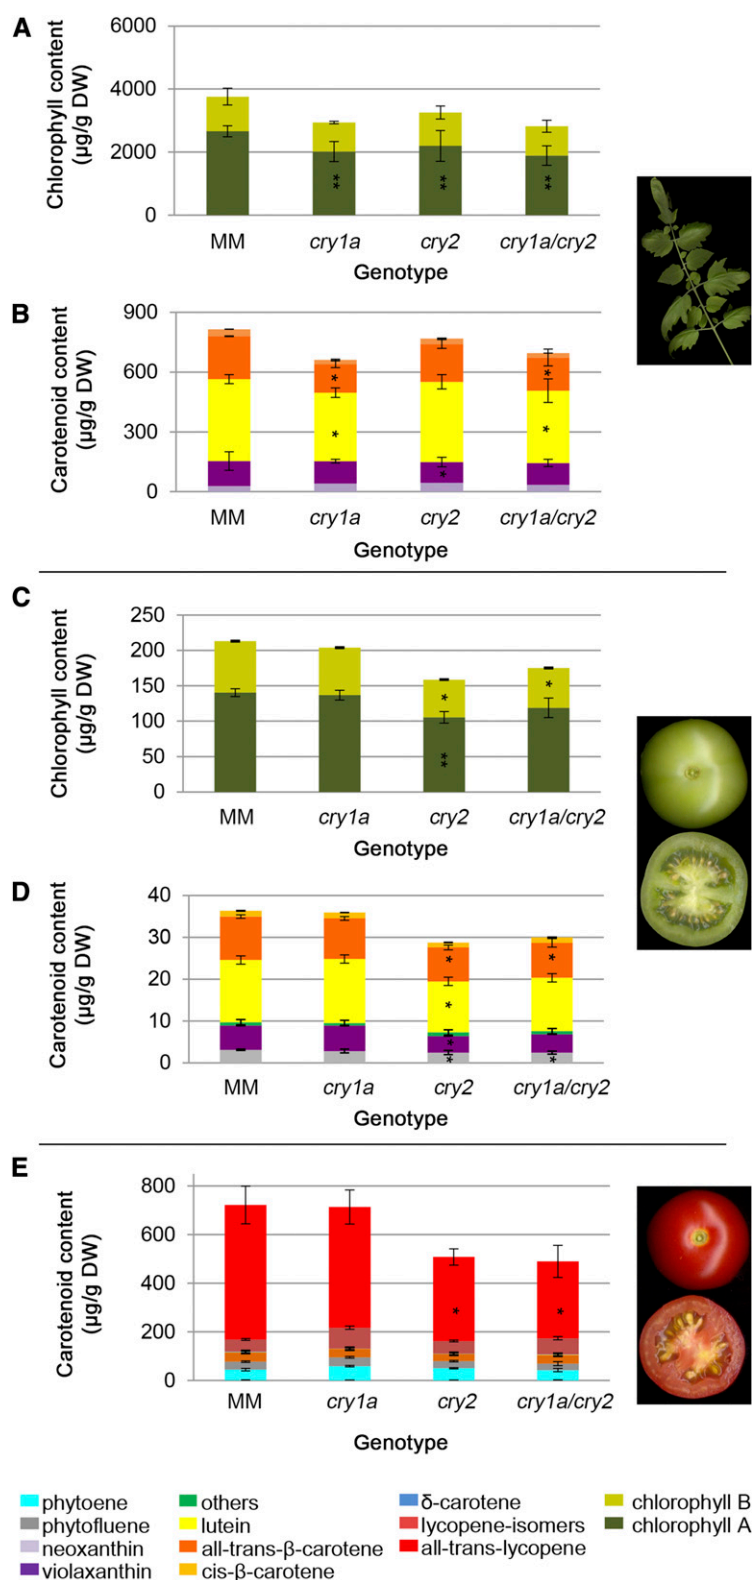 A
Chlorophyll content
(µg/g DW)
6000
4000
2000
0
**
**
**
MM
cry1a
cry2
cry1a/cry2
Genotype
B
Carotenoid content
(µg/g DW)
900
600
300
0
*
*
*
*
*
MM
cry1a
cry2
cry1a/cry2
Genotype
C
Chlorophyll content
(µg/g DW)
250
200
150
100
50
0
*
*
**
MM
cry1a
cry2
cry1a/cry2
Genotype
D
Carotenoid content
(µg/g DW)
40
30
20
10
0
*
*
*
*
*
*
MM
cry1a
cry2
cry1a/cry2
Genotype
E
Carotenoid content
(µg/g DW)
800
600
400
200
0
*
*
MM
cry1a
cry2
cry1a/cry2
Genotype
phytoene
phytofluene
neoxanthin
violaxanthin
others
lutein
all-trans-β-carotene
cis-β-carotene
δ-carotene
lycopene-isomers
all-trans-lycopene
chlorophyll B
chlorophyll A